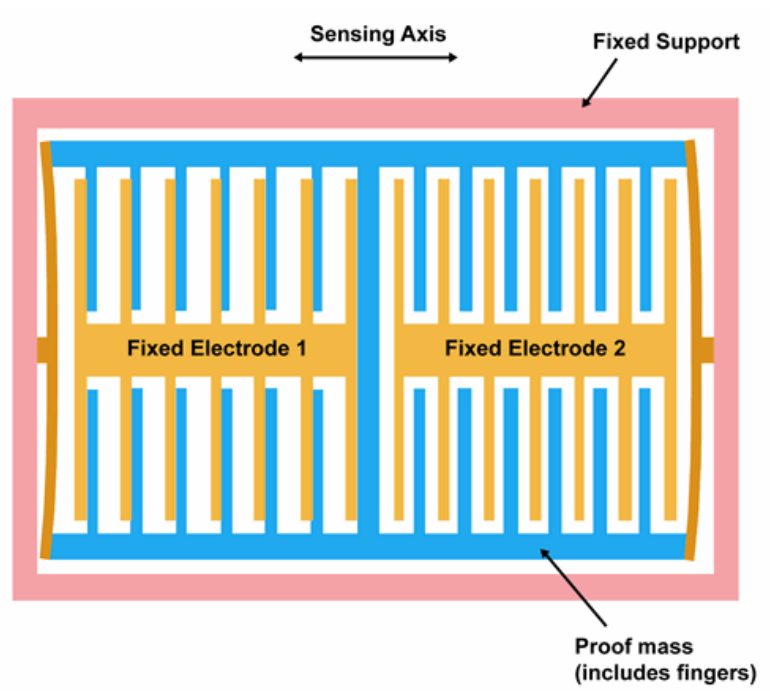 Sensing Axis
Fixed Support
Fixed Electrode 1
Fixed Electrode 2
Proof mass
(includes fingers)